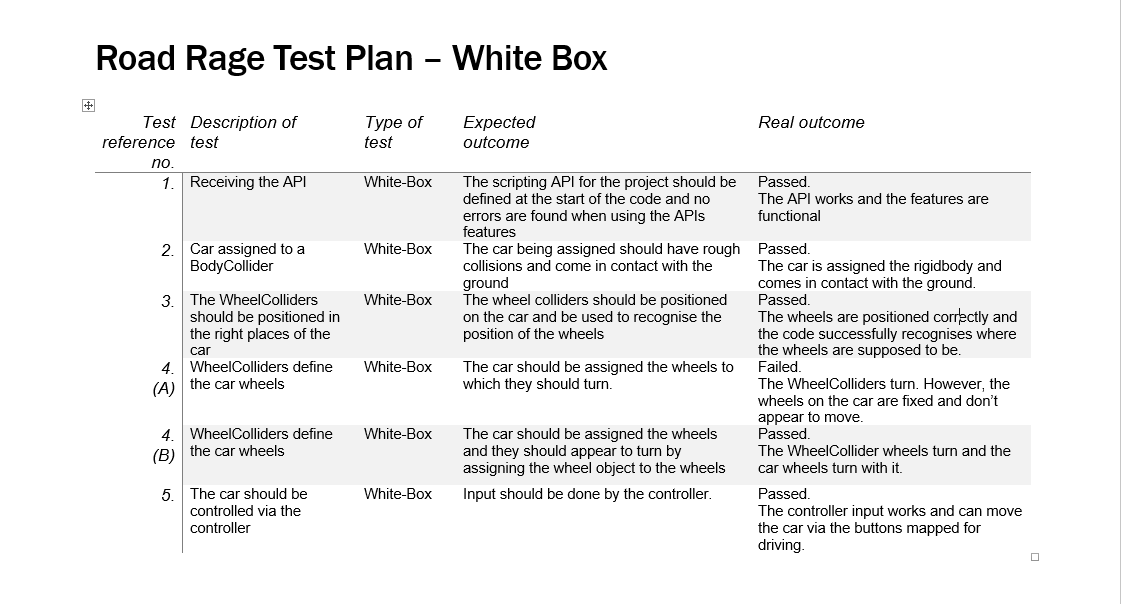 Road Rage Test Plan – White Box
Test reference no.
Description of test
Type of test
Expected outcome
Real outcome
1.
Receiving the API
White-Box
The scripting API for the project should be
defined at the start of the code and no
errors are found when using the APIs
features
Passed.
The API works and the features are
functional
2.
Car assigned to a
BodyCollider
White-Box
The car being assigned should have rough
collisions and come in contact with the
ground
Passed.
The car is assigned the rigidbody and
comes in contact with the ground.
3.
The WheelColliders
should be positioned in
the right places of the
car
White-Box
The wheel colliders should be positioned
on the car and be used to recognise the
position of the wheels
Passed.
The wheels are positioned correctly and
the code successfully recognises where
the wheels are supposed to be.
4.
(A)
WheelColliders define
the car wheels
White-Box
The car should be assigned the wheels to
which they should turn.
Failed.
The WheelColliders turn. However, the
wheels on the car are fixed and don’t
appear to move.
4.
(B)
WheelColliders define
the car wheels
White-Box
The car should be assigned the wheels
and they should appear to turn by
assigning the wheel object to the wheels
Passed.
The WheelCollider wheels turn and the
car wheels turn with it.
5.
The car should be
controlled via the
controller
White-Box
Input should be done by the controller.
Passed.
The controller input works and can move
the car via the buttons mapped for
driving.